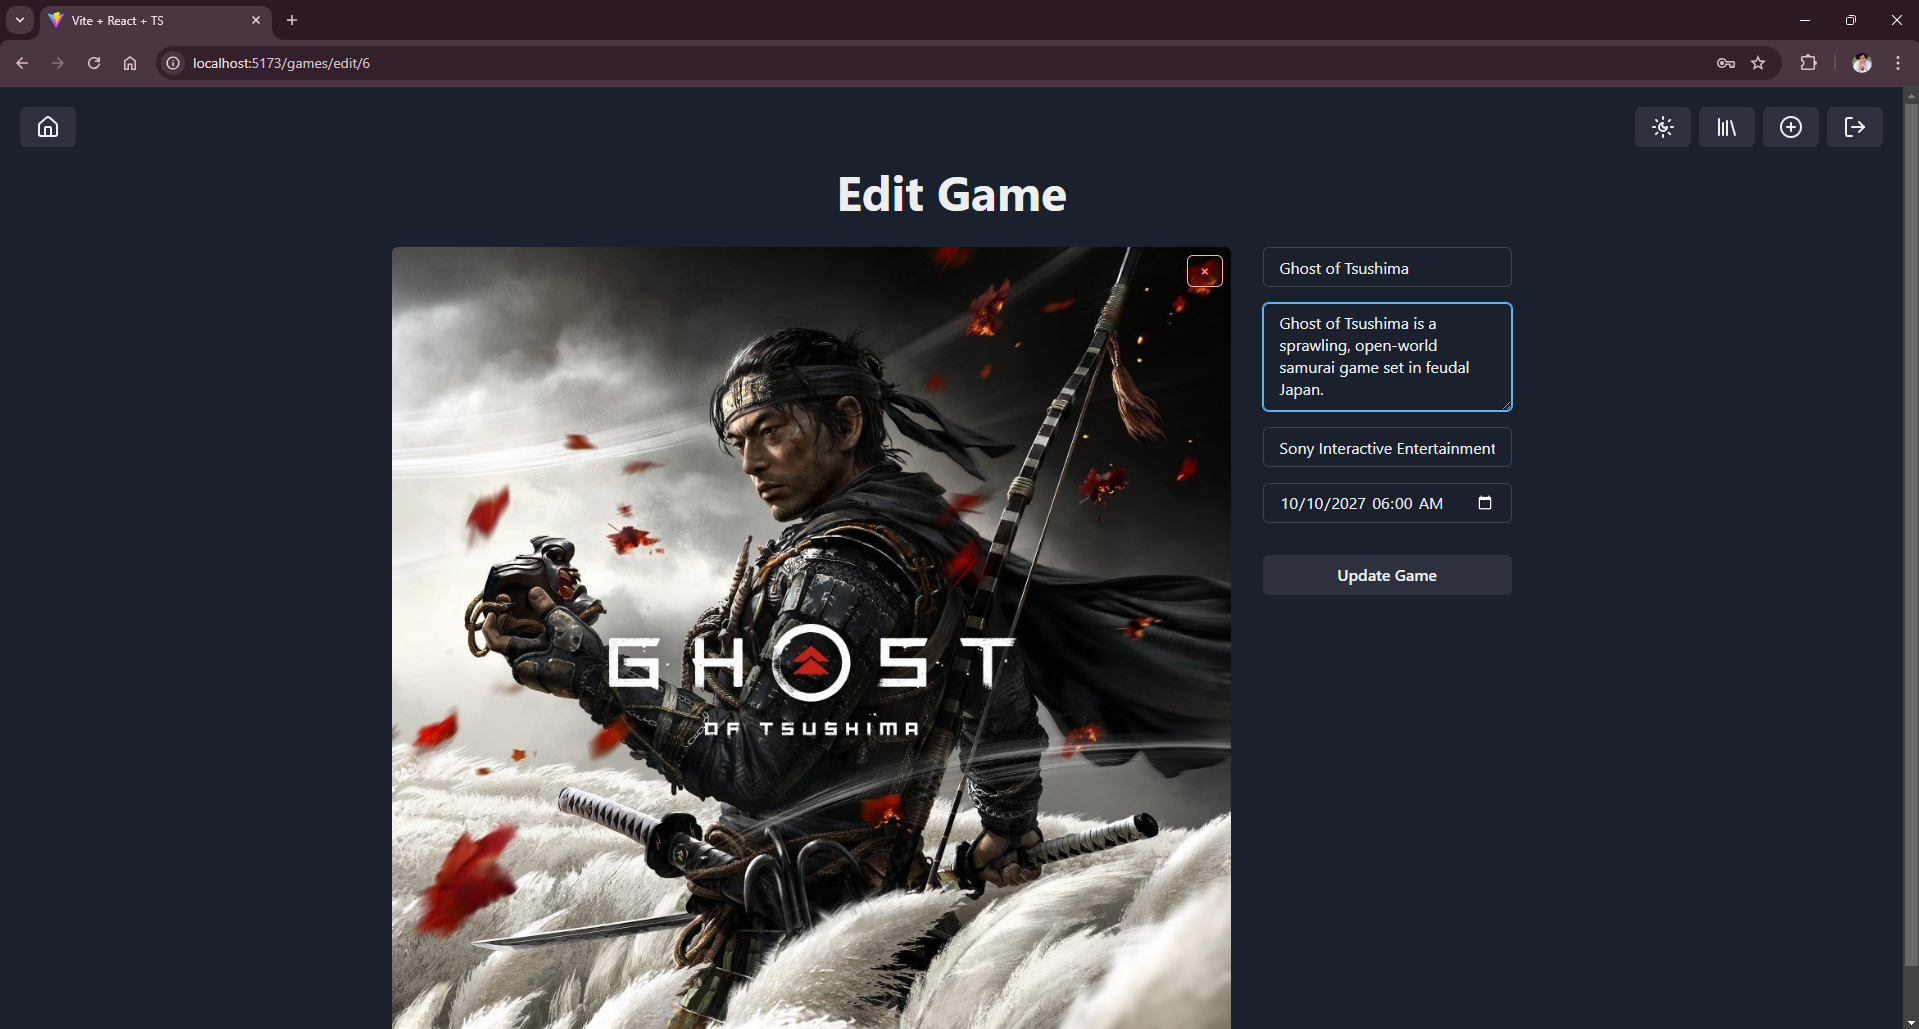 Vite + React + TS
localhost:5173/games/edit/6
Edit Game
GHOST
OF TSUSHIMA
Ghost of Tsushima
Ghost of Tsushima is a
sprawling, open-world
samurai game set in feudal
Japan.
Sony Interactive Entertainment
10/10/2027 06:00 AM
Update Game